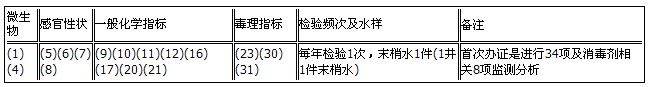 微生物 感官性状 一般化学指标 毒理指标 检验频次及水样 备注
(1)(4) (5)(6)(7)(8) (9)(10)(11)(12)(16)(17)(20)(21) (23)(30)(31) 每年检验1次，末梢水1件(1井1件末梢水) 首次办证是进行34项及消毒剂相关8项监测分析